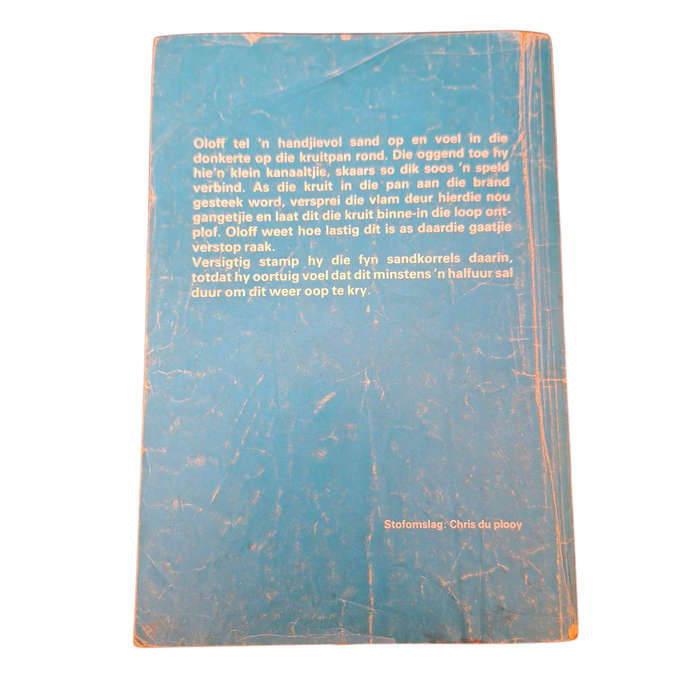 Oloff tel 'n handjievol sand op en voel in die
donkerte op die kruitpan rond. Die oggend toe hy
hie'n klein kanaaltjie, skaars so dik soos 'n speld
verbind. As die kruit in die pan aan die brand
gesteek word, versprei die vlam deur hierdie nou
gangetjie en laat dit die kruit binne-in die loop ont-
plof. Oloff weet hoe lastig dit is as daardie gaatjie
verstop raak.
Versigtig stamp hy die fyn sandkorrels daarin,
totdat hy oortuig voel dat dit minstens 'n halfuur sal
duur om dit weer oop te kry.
Stofomslag: Chris du plooy